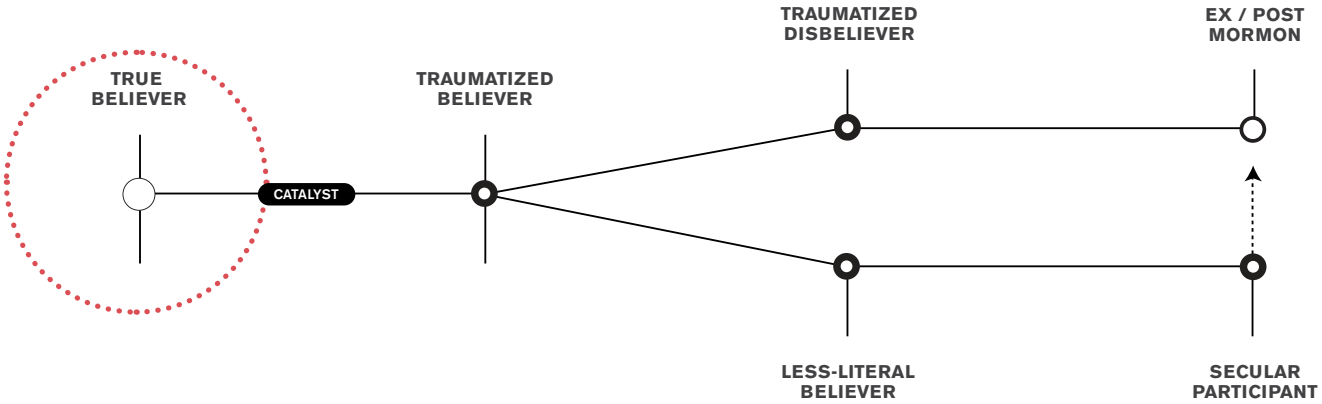 TRUE
BELIEVER
CATALYST
TRAUMATIZED
BELIEVER
TRAUMATIZED
DISBELIEVER
EX / POST
MORMON
LESS-LITERAL
BELIEVER
SECULAR
PARTICIPANT